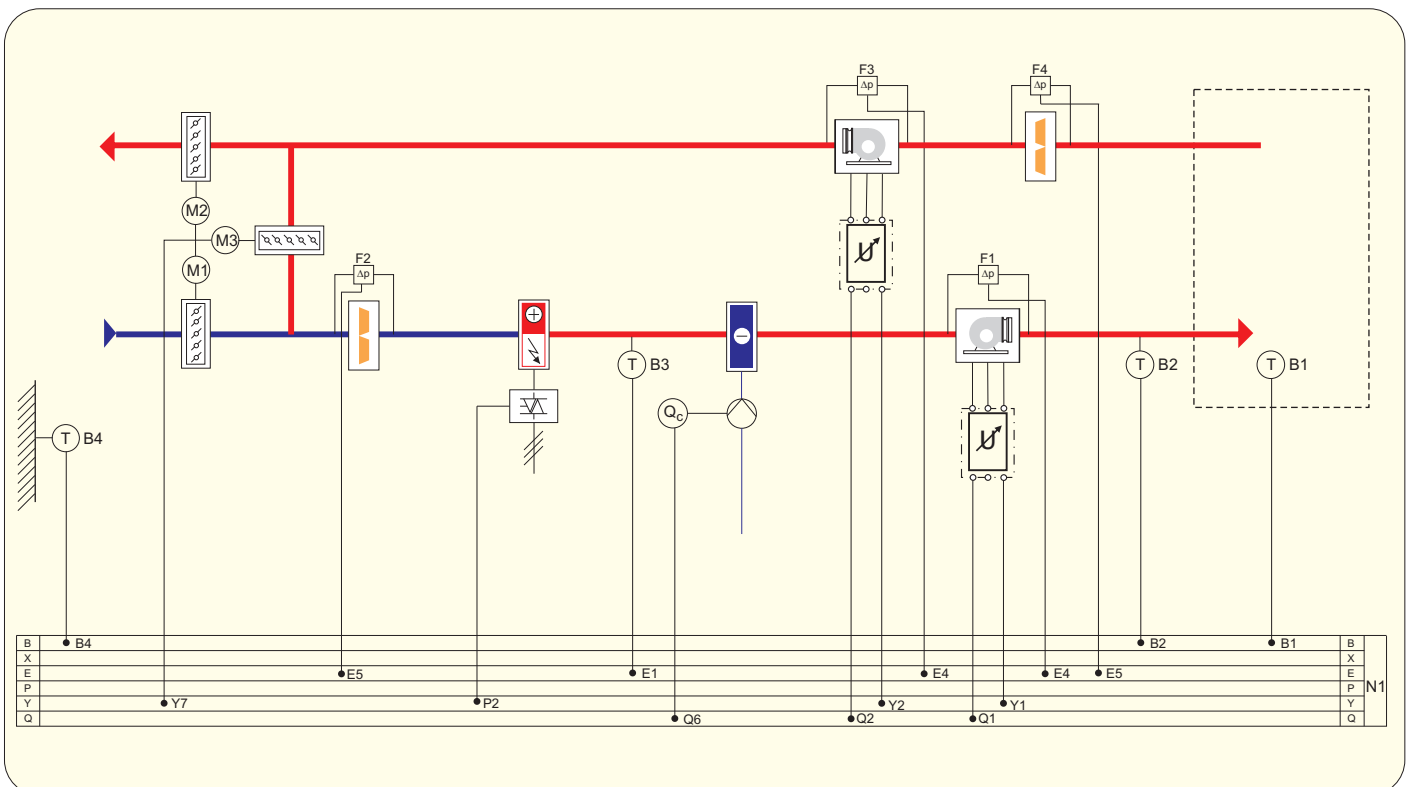 F3 F4
Δp Δp
M2
M3
F2 F1
M1 Δp Δp
T B3 T B2 T B1
Qc
T B4
B B4 B2 B1 B
X X
E E5 E1 E4 E4 E5 E
P P N1
Y Y7 P2 Y2 Y1 Y
Q Q6 Q2 Q1 Q